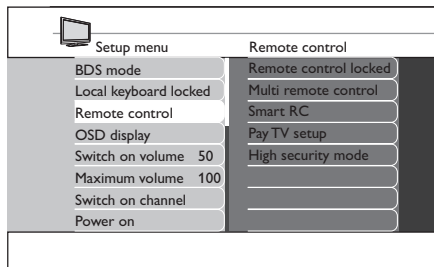 Setup menu
BDS mode
Local keyboard locked
Remote control
OSD display
Switch on volume 50
Maximum volume 100
Switch on channel
Power on
Remote control
Remote control locked
Multi remote control
Smart RC
Pay TV setup
High security mode